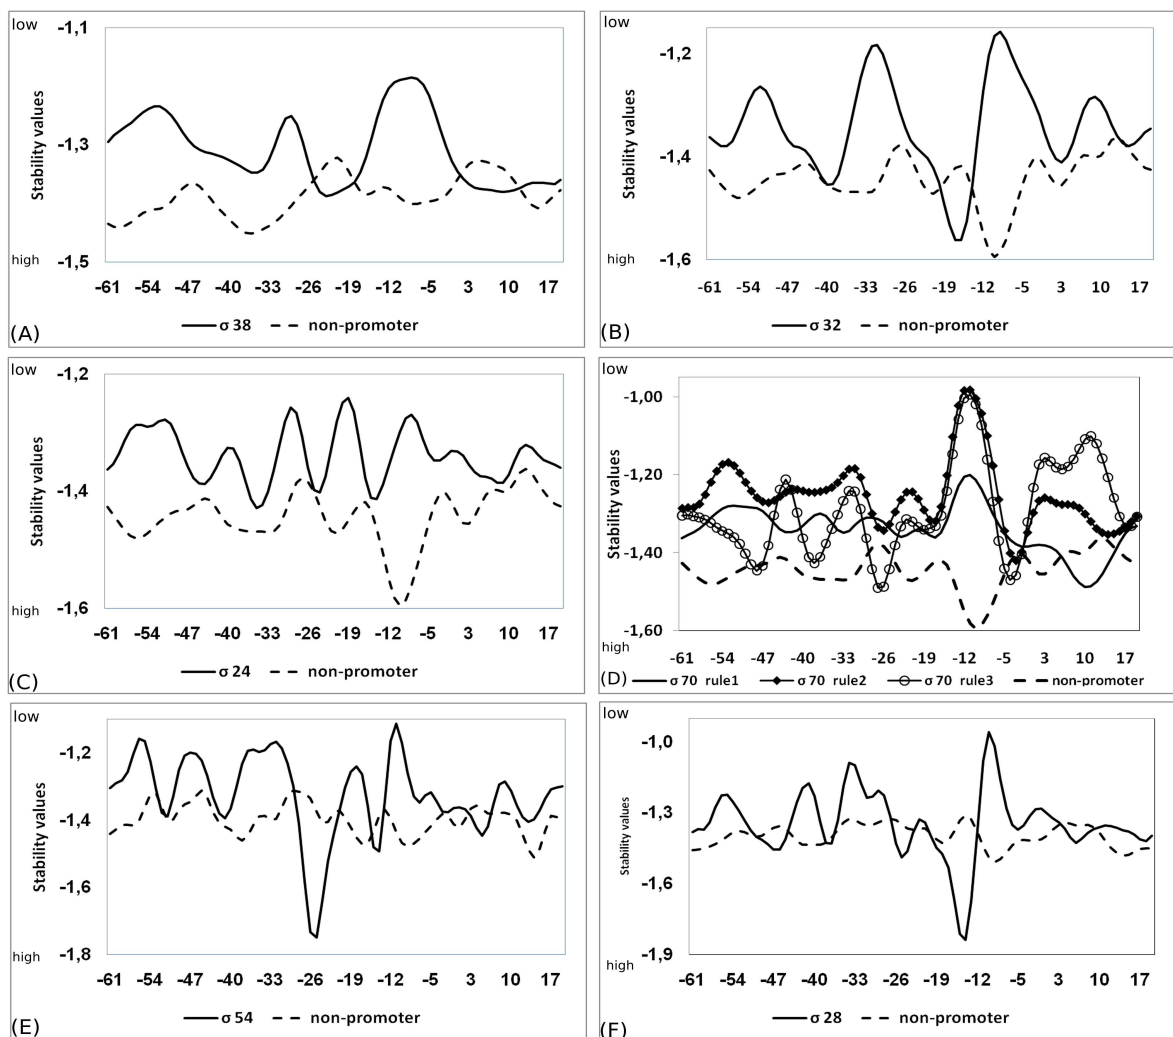 low
-1,1
-1,3
-1,5
Stability values
high
-61 -54 -47 -40 -33 -26 -19 -12 -5 3 10 17
σ 38 non-promoter
(A)
low
-1,2
-1,4
-1,6
Stability values
high
-61 -54 -47 -40 -33 -26 -19 -12 -5 3 10 17
σ 32 non-promoter
(B)
low
-1,2
-1,4
-1,6
Stability values
high
-61 -54 -47 -40 -33 -26 -19 -12 -5 3 10 17
σ 24 non-promoter
(C)
low
-1,00
-1,20
-1,40
-1,60
Stability values
high
-61 -54 -47 -40 -33 -26 -19 -12 -5 3 10 17
(D) σ 70 rule1 σ 70 rule2 σ 70 rule3 non-promoter
low
-1,2
-1,4
-1,6
-1,8
Stability values
high
-61 -54 -47 -40 -33 -26 -19 -12 -5 3 10 17
σ 54 non-promoter
(E)
low
-1,0
-1,3
-1,6
-1,9
Stability values
high
-61 -54 -47 -40 -33 -26 -19 -12 -5 3 10 17
σ 28 non-promoter
(F)